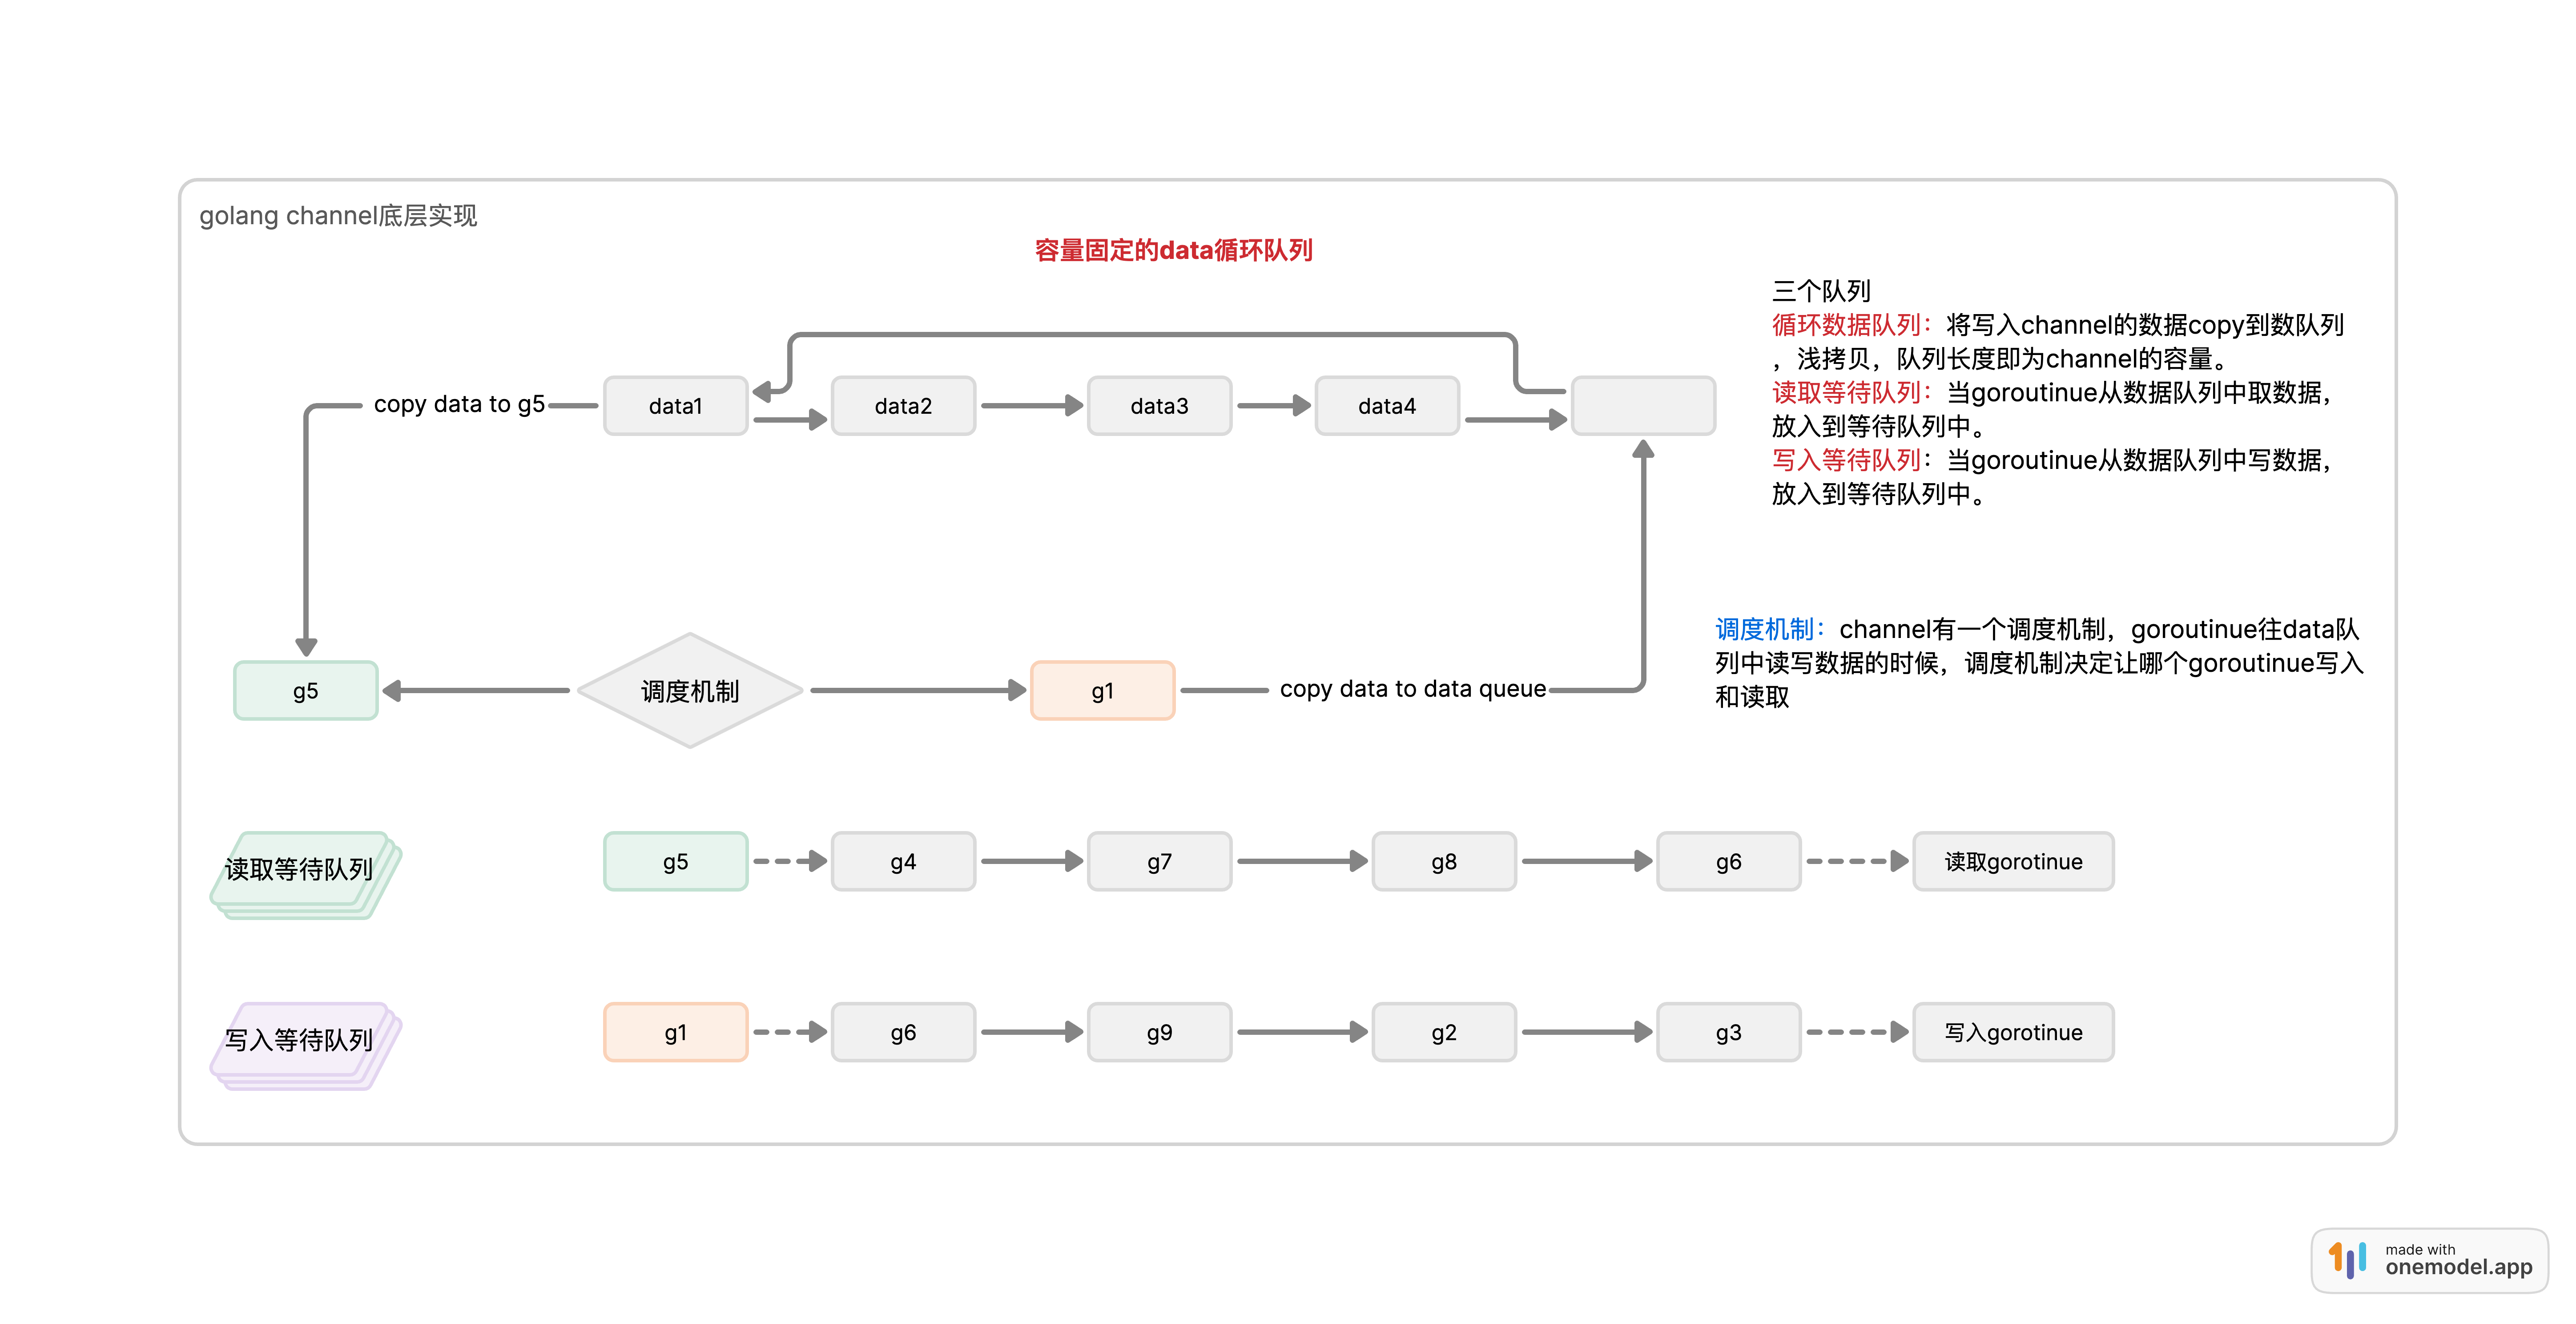 golang channel底层实现
容量固定的data循环队列
三个队列
循环数据队列：将写入channel的数据copy到数队列
，浅拷贝，队列长度即为channel的容量。
读取等待队列：当goroutinue从数据队列中取数据，
放入到等待队列中。
写入等待队列：当goroutinue从数据队列中写数据，
放入到等待队列中。
copy data to g5
data1
data2
data3
data4
调度机制：channel有一个调度机制，goroutinue往data队
列中读写数据的时候，调度机制决定让哪个goroutinue写入
和读取
g5
调度机制
g1
copy data to data queue
读取等待队列
g5
g4
g7
g8
g6
读取gorotinue
写入等待队列
g1
g6
g9
g2
g3
写入gorotinue
made with
onemodel.app